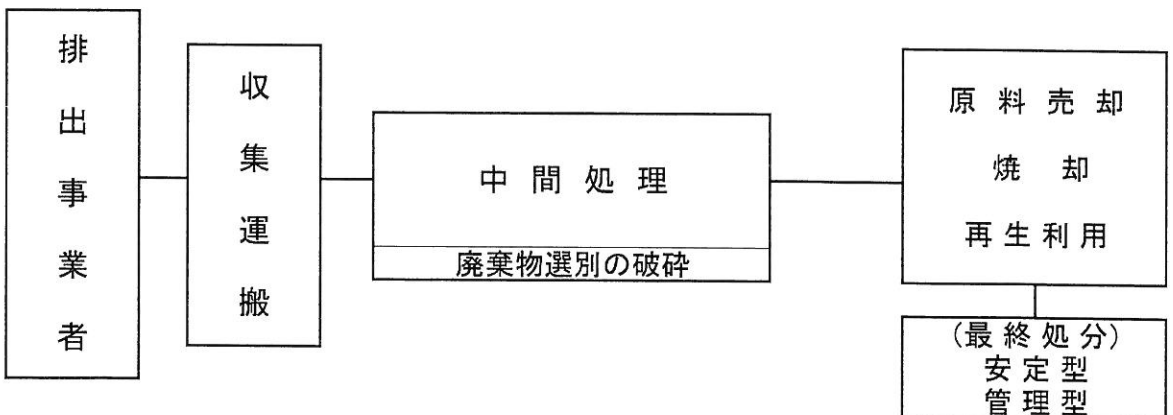 排出事業者
収集運搬
中間処理
廃棄物選別の破砕
原料売却
焼却
再生利用
(最終処分)
安定型
管理型